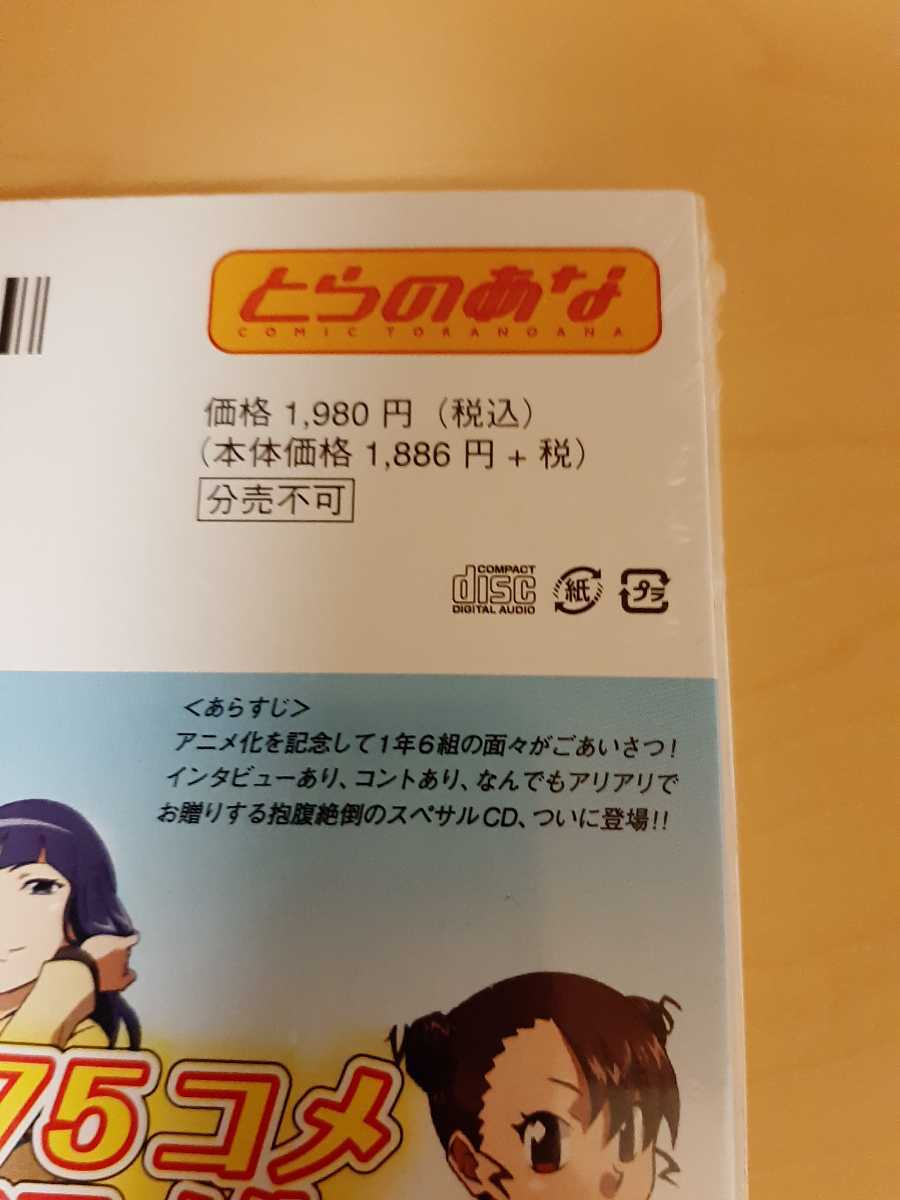 とらのあな
COMIC TORANOANA
価格 1,980 円（税込）
（本体価格 1,886 円 + 税）
分売不可
COMPACT
disc
DIGITAL AUDIO
紙
プラ
＜あらすじ＞
アニメ化を記念して1年6組の面々がごあいさつ！
インタビューあり、コントあり、なんでもアリアリで
お贈りする抱腹絶倒のスペサルCD、ついに登場!!
75コメ